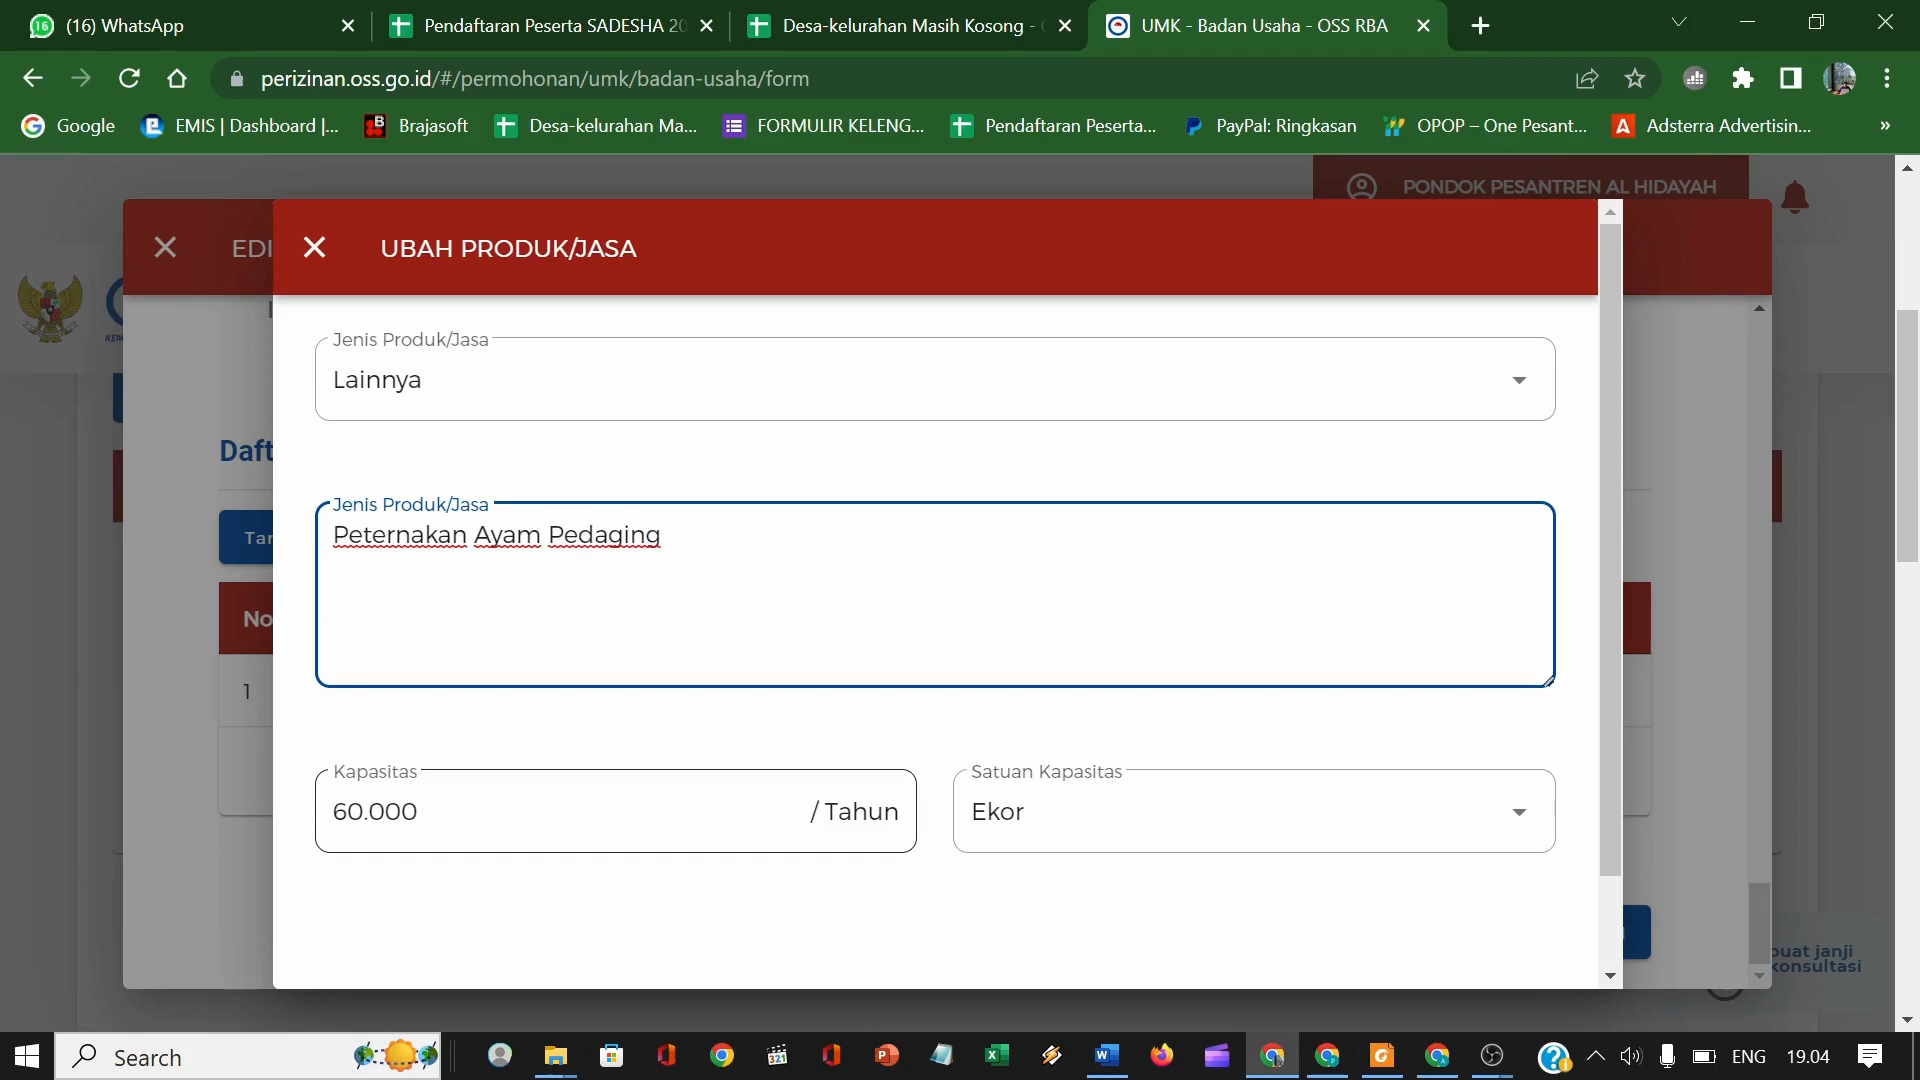 (16) WhatsApp
Pendaftaran Peserta SADESHA 20
Desa-kelurahan Masih Kosong -
UMK - Badan Usaha - OSS RBA
perizinan.oss.go.id/#/permohonan/umk/badan-usaha/form
Google
EMIS | Dashboard |...
Brajasoft
Desa-kelurahan Ma...
FORMULIR KELENG...
Pendaftaran Peserta...
PayPal: Ringkasan
OPOP – One Pesant...
Adsterra Advertisin...
»
PONDOK PESANTREN AL HIDAYAH
EDI
UBAH PRODUK/JASA
Jenis Produk/Jasa
Lainnya
Daft
Jenis Produk/Jasa
Peternakan Ayam Pedaging
Tar
No
1
Kapasitas
60.000
/ Tahun
Satuan Kapasitas
Ekor
buat janji
konsultasi
Search
ENG
19.04